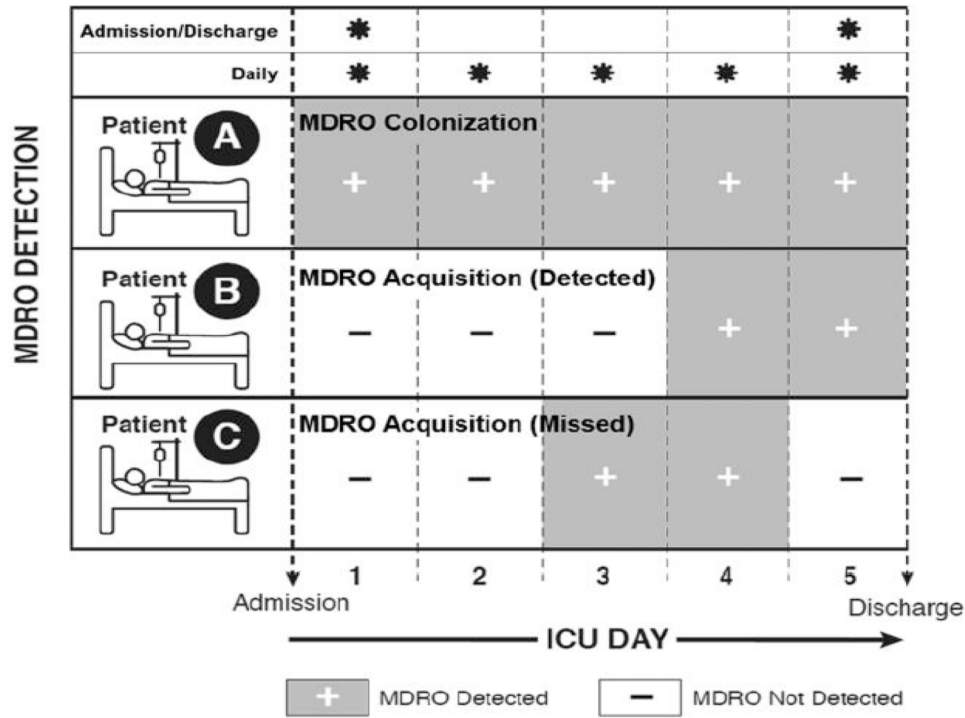 Admission/Discharge ✷ ✷
Daily ✷ ✷ ✷ ✷ ✷
MDRO DETECTION
Patient A MDRO Colonization
+ + + + +
Patient B MDRO Acquisition (Detected)
− − − + +
Patient C MDRO Acquisition (Missed)
− − + + −
1 2 3 4 5
Admission Discharge
ICU DAY
+ MDRO Detected − MDRO Not Detected